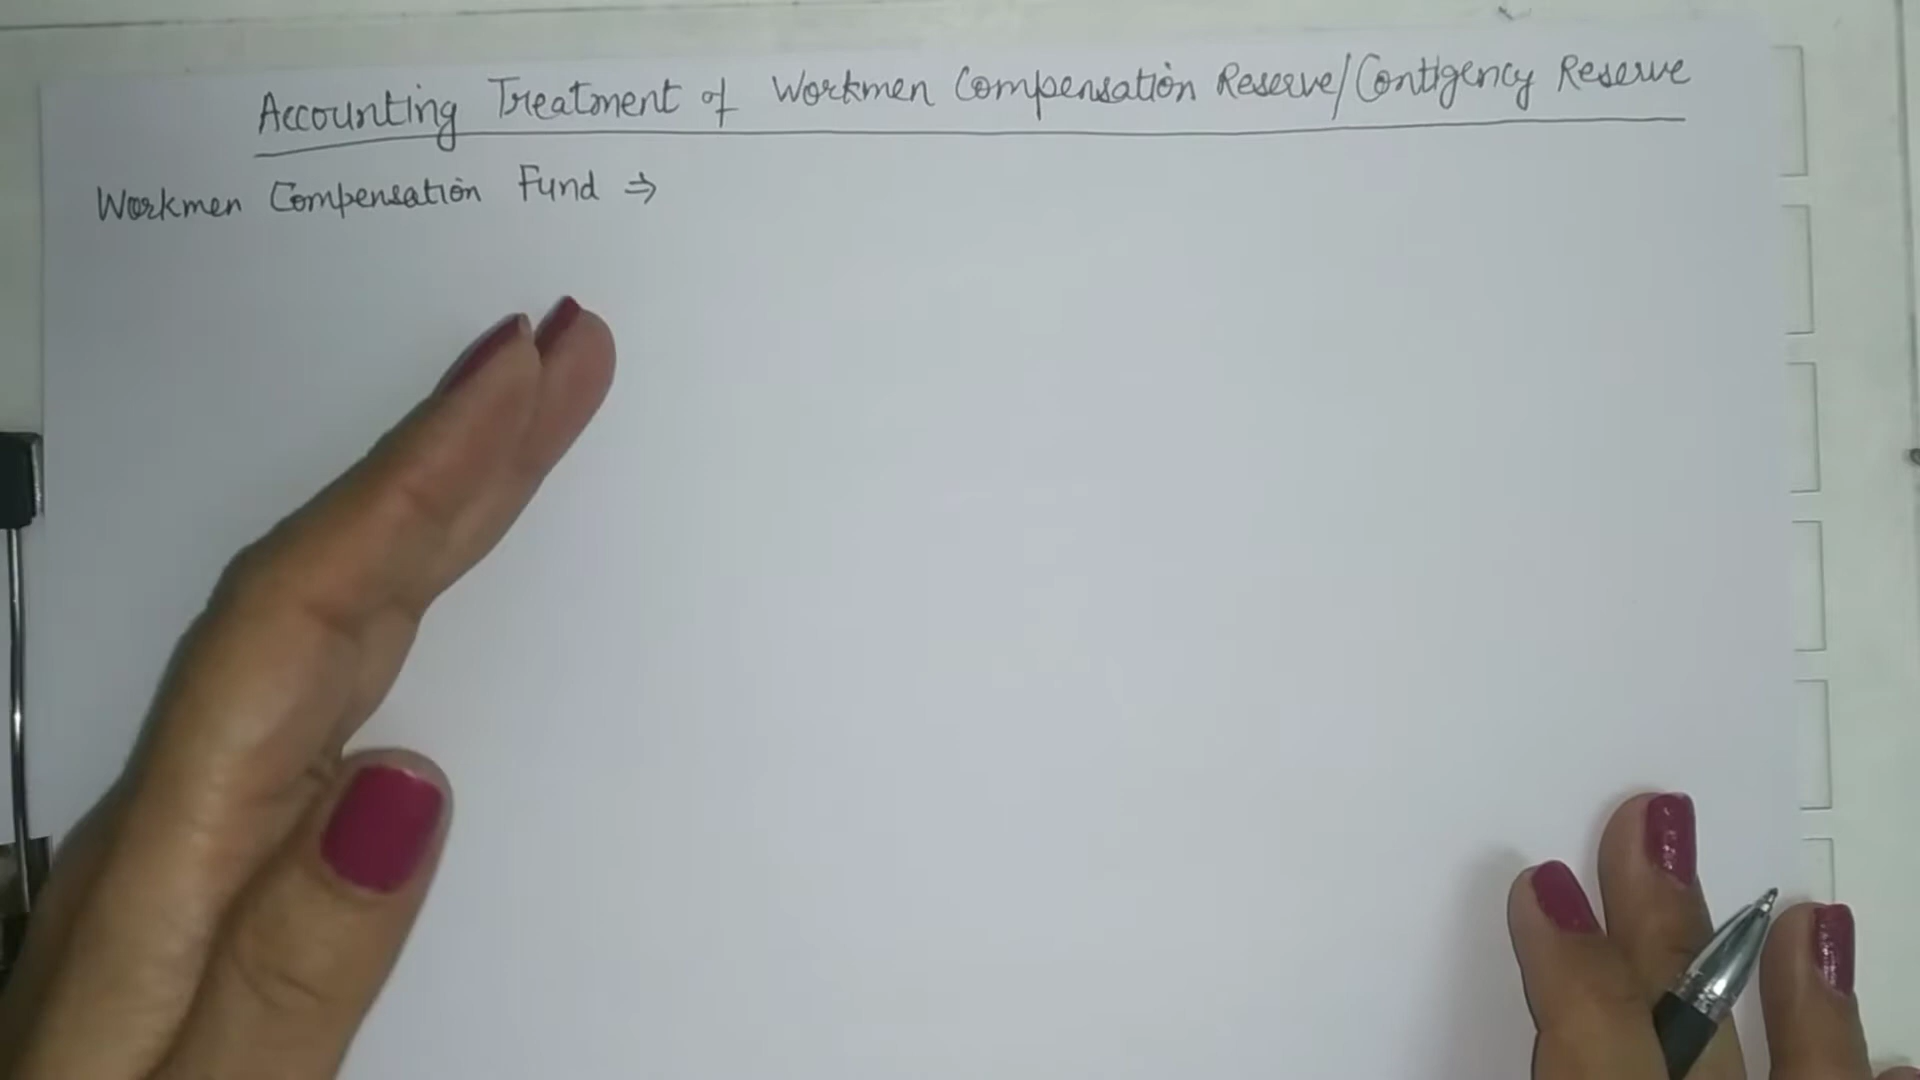 Accounting Treatment of Workmen Compensation Reserve/Contigency Reserve
Workmen Compensation Fund ⇒